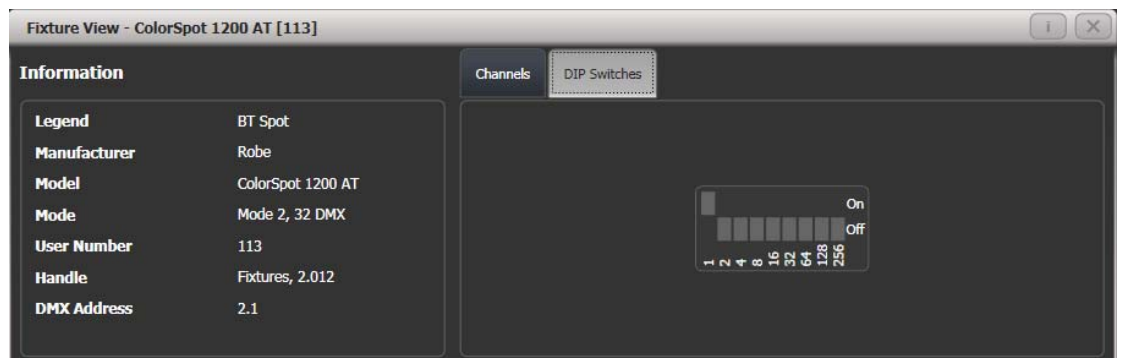 Fixture View - ColorSpot 1200 AT [113]
i
X
Information
Channels
DIP Switches
Legend BT Spot
Manufacturer Robe
Model ColorSpot 1200 AT
Mode Mode 2, 32 DMX
User Number 113
Handle Fixtures, 2.012
DMX Address 2.1
On
Off
1 2 4 8 16 32 64 128 256